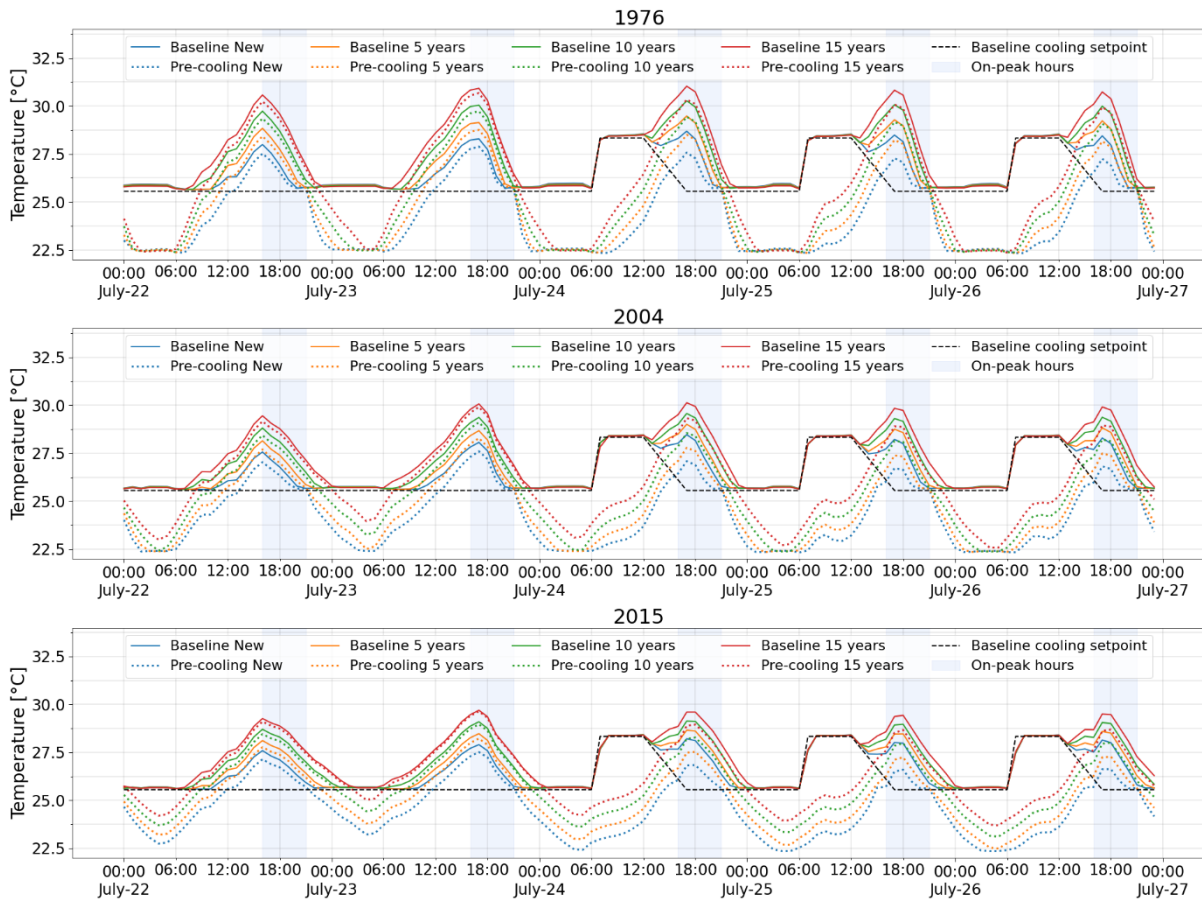 1976
Baseline New Baseline 5 years Baseline 10 years Baseline 15 years Baseline cooling setpoint
Pre-cooling New Pre-cooling 5 years Pre-cooling 10 years Pre-cooling 15 years On-peak hours
Temperature [°C]
32.5
30.0
27.5
25.0
22.5
00:00 06:00 12:00 18:00 00:00 06:00 12:00 18:00 00:00 06:00 12:00 18:00 00:00 06:00 12:00 18:00 00:00 06:00 12:00 18:00 00:00
July-22 July-23 July-24 July-25 July-26 July-27
2004
Baseline New Baseline 5 years Baseline 10 years Baseline 15 years Baseline cooling setpoint
Pre-cooling New Pre-cooling 5 years Pre-cooling 10 years Pre-cooling 15 years On-peak hours
Temperature [°C]
32.5
30.0
27.5
25.0
22.5
00:00 06:00 12:00 18:00 00:00 06:00 12:00 18:00 00:00 06:00 12:00 18:00 00:00 06:00 12:00 18:00 00:00 06:00 12:00 18:00 00:00
July-22 July-23 July-24 July-25 July-26 July-27
2015
Baseline New Baseline 5 years Baseline 10 years Baseline 15 years Baseline cooling setpoint
Pre-cooling New Pre-cooling 5 years Pre-cooling 10 years Pre-cooling 15 years On-peak hours
Temperature [°C]
32.5
30.0
27.5
25.0
22.5
00:00 06:00 12:00 18:00 00:00 06:00 12:00 18:00 00:00 06:00 12:00 18:00 00:00 06:00 12:00 18:00 00:00 06:00 12:00 18:00 00:00
July-22 July-23 July-24 July-25 July-26 July-27